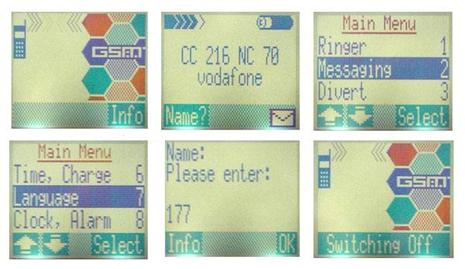 GSM
Info
CC 216 NC 70
vodafone
Name?
Main Menu
Ringer 1
Messaging 2
Divert 3
Select
Main Menu
Time, Charge 6
Language 7
Clock, Alarm 8
Select
Name:
Please enter:
177
Info OK
GSM
Switching Off